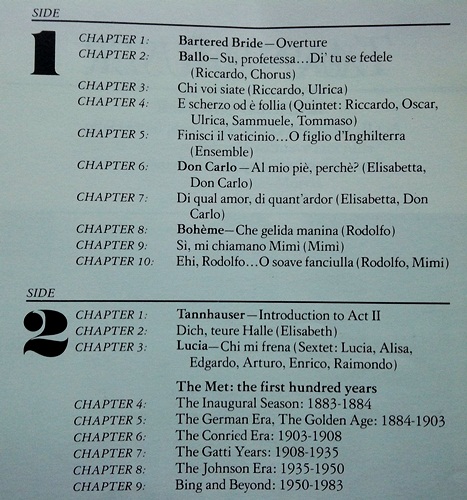 SIDE
1
CHAPTER 1: Bartered Bride—Overture
CHAPTER 2: Ballo—Su, profetessa...Di' tu se fedele
(Riccardo, Chorus)
CHAPTER 3: Chi voi siate (Riccardo, Ulrica)
CHAPTER 4: E scherzo od è follia (Quintet: Riccardo, Oscar,
Ulrica, Sammuele, Tommaso)
CHAPTER 5: Finisci il vaticinio...O figlio d'Inghilterra
(Ensemble)
CHAPTER 6: Don Carlo—Al mio piè, perchè? (Elisabetta,
Don Carlo)
CHAPTER 7: Di qual amor, di quant'ardor (Elisabetta, Don
Carlo)
CHAPTER 8: Bohème—Che gelida manina (Rodolfo)
CHAPTER 9: Sì, mi chiamano Mimi (Mimi)
CHAPTER 10: Ehi, Rodolfo...O soave fanciulla (Rodolfo, Mimi)
SIDE
2
CHAPTER 1: Tannhauser—Introduction to Act II
CHAPTER 2: Dich, teure Halle (Elisabeth)
CHAPTER 3: Lucia—Chi mi frena (Sextet: Lucia, Alisa,
Edgardo, Arturo, Enrico, Raimondo)
The Met: the first hundred years
CHAPTER 4: The Inaugural Season: 1883-1884
CHAPTER 5: The German Era, The Golden Age: 1884-1903
CHAPTER 6: The Conried Era: 1903-1908
CHAPTER 7: The Gatti Years: 1908-1935
CHAPTER 8: The Johnson Era: 1935-1950
CHAPTER 9: Bing and Beyond: 1950-1983